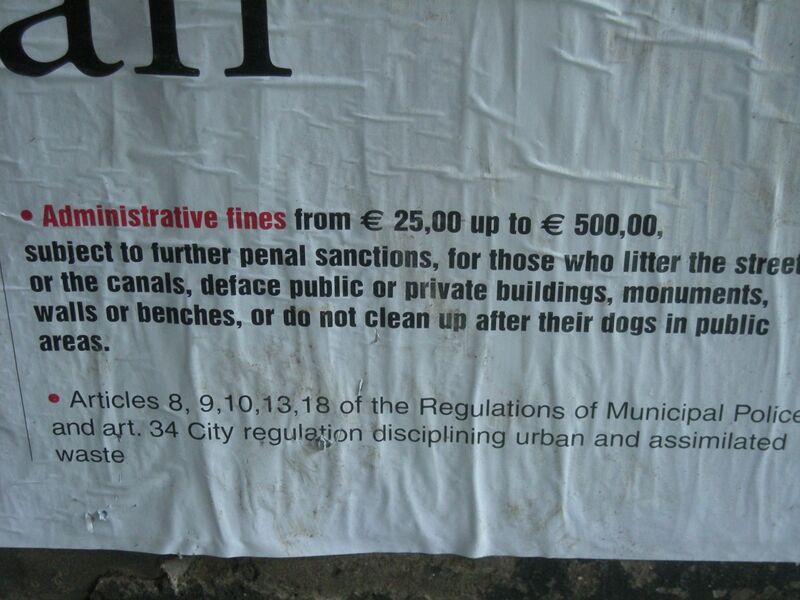 an
• Administrative fines from € 25,00 up to € 500,00,
subject to further penal sanctions, for those who litter the street
or the canals, deface public or private buildings, monuments,
walls or benches, or do not clean up after their dogs in public
areas.
• Articles 8, 9,10,13,18 of the Regulations of Municipal Police
and art. 34 City regulation disciplining urban and assimilated
waste